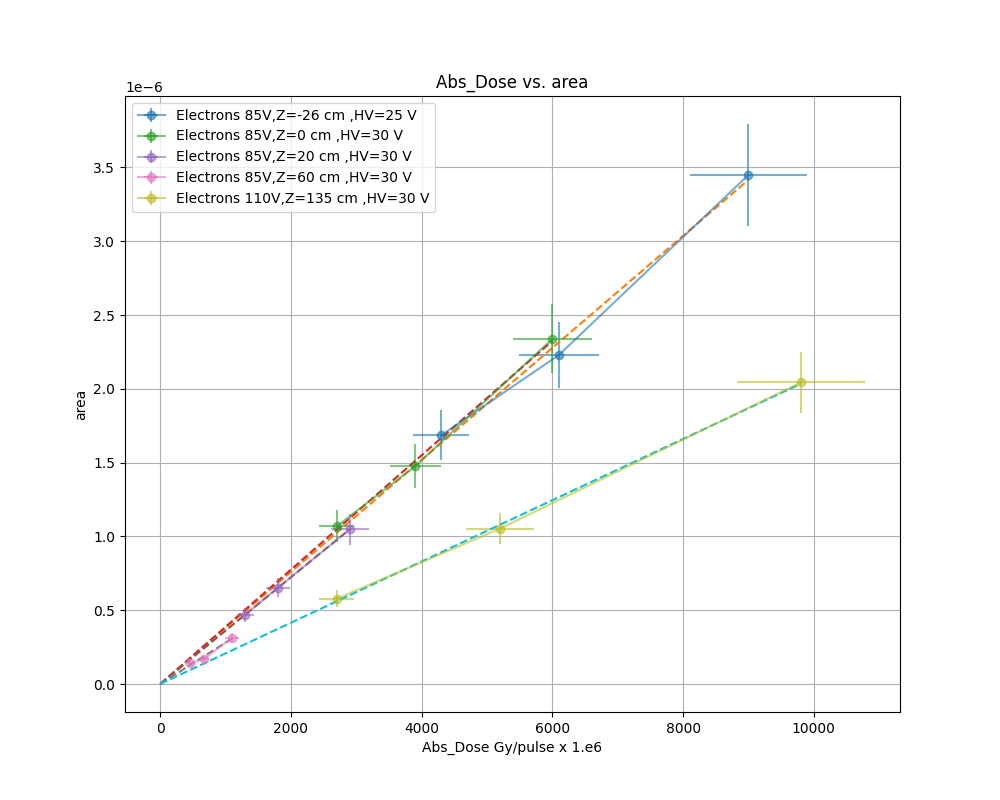 Abs_Dose vs. area
1e−6
Electrons 85V,Z=-26 cm ,HV=25 V
Electrons 85V,Z=0 cm ,HV=30 V
Electrons 85V,Z=20 cm ,HV=30 V
Electrons 85V,Z=60 cm ,HV=30 V
Electrons 110V,Z=135 cm ,HV=30 V
3.5
3.0
2.5
2.0
1.5
1.0
0.5
0.0
area
0 2000 4000 6000 8000 10000
Abs_Dose Gy/pulse x 1.e6